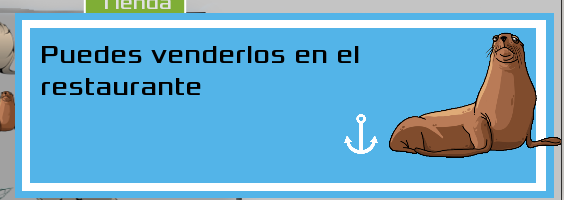 Tienda
Puedes venderlos en el
restaurante